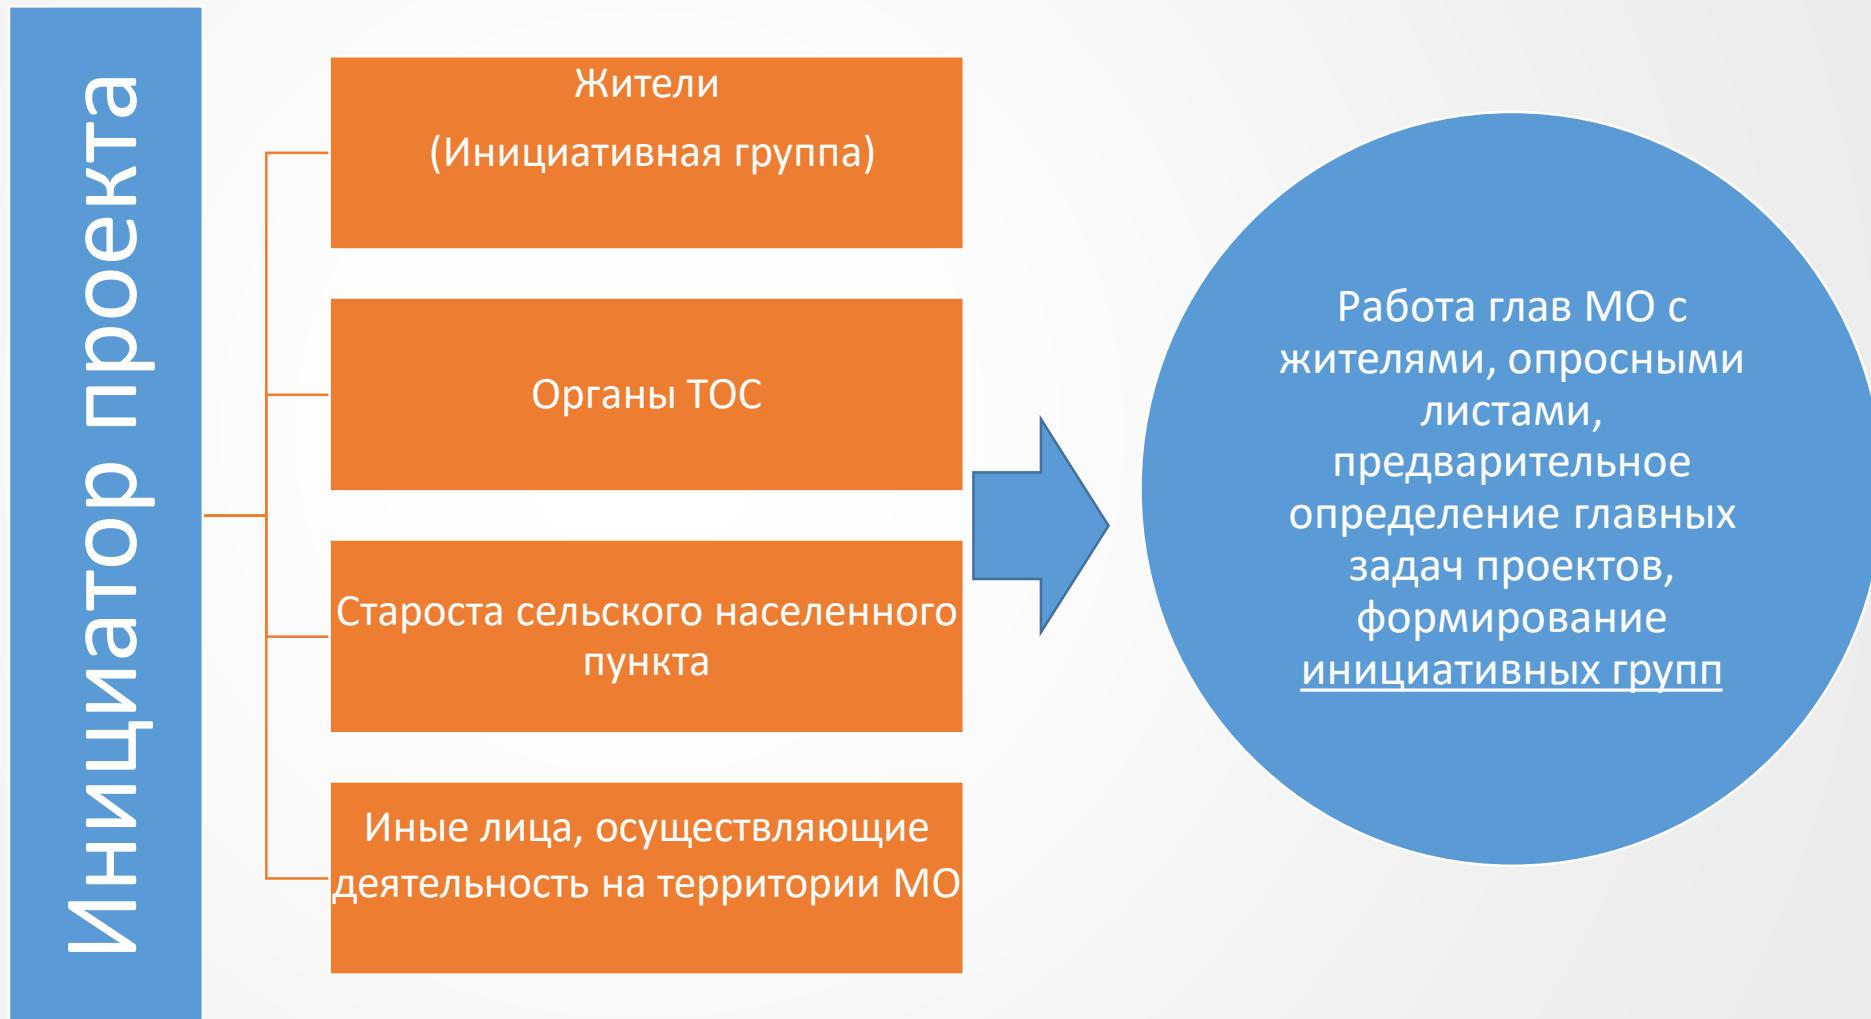 Инициатор проекта
Жители
(Инициативная группа)
Органы ТОС
Староста сельского населенного
пункта
Иные лица, осуществляющие
деятельность на территории МО
Работа глав МО с
жителями, опросными
листами,
предварительное
определение главных
задач проектов,
формирование
инициативных групп